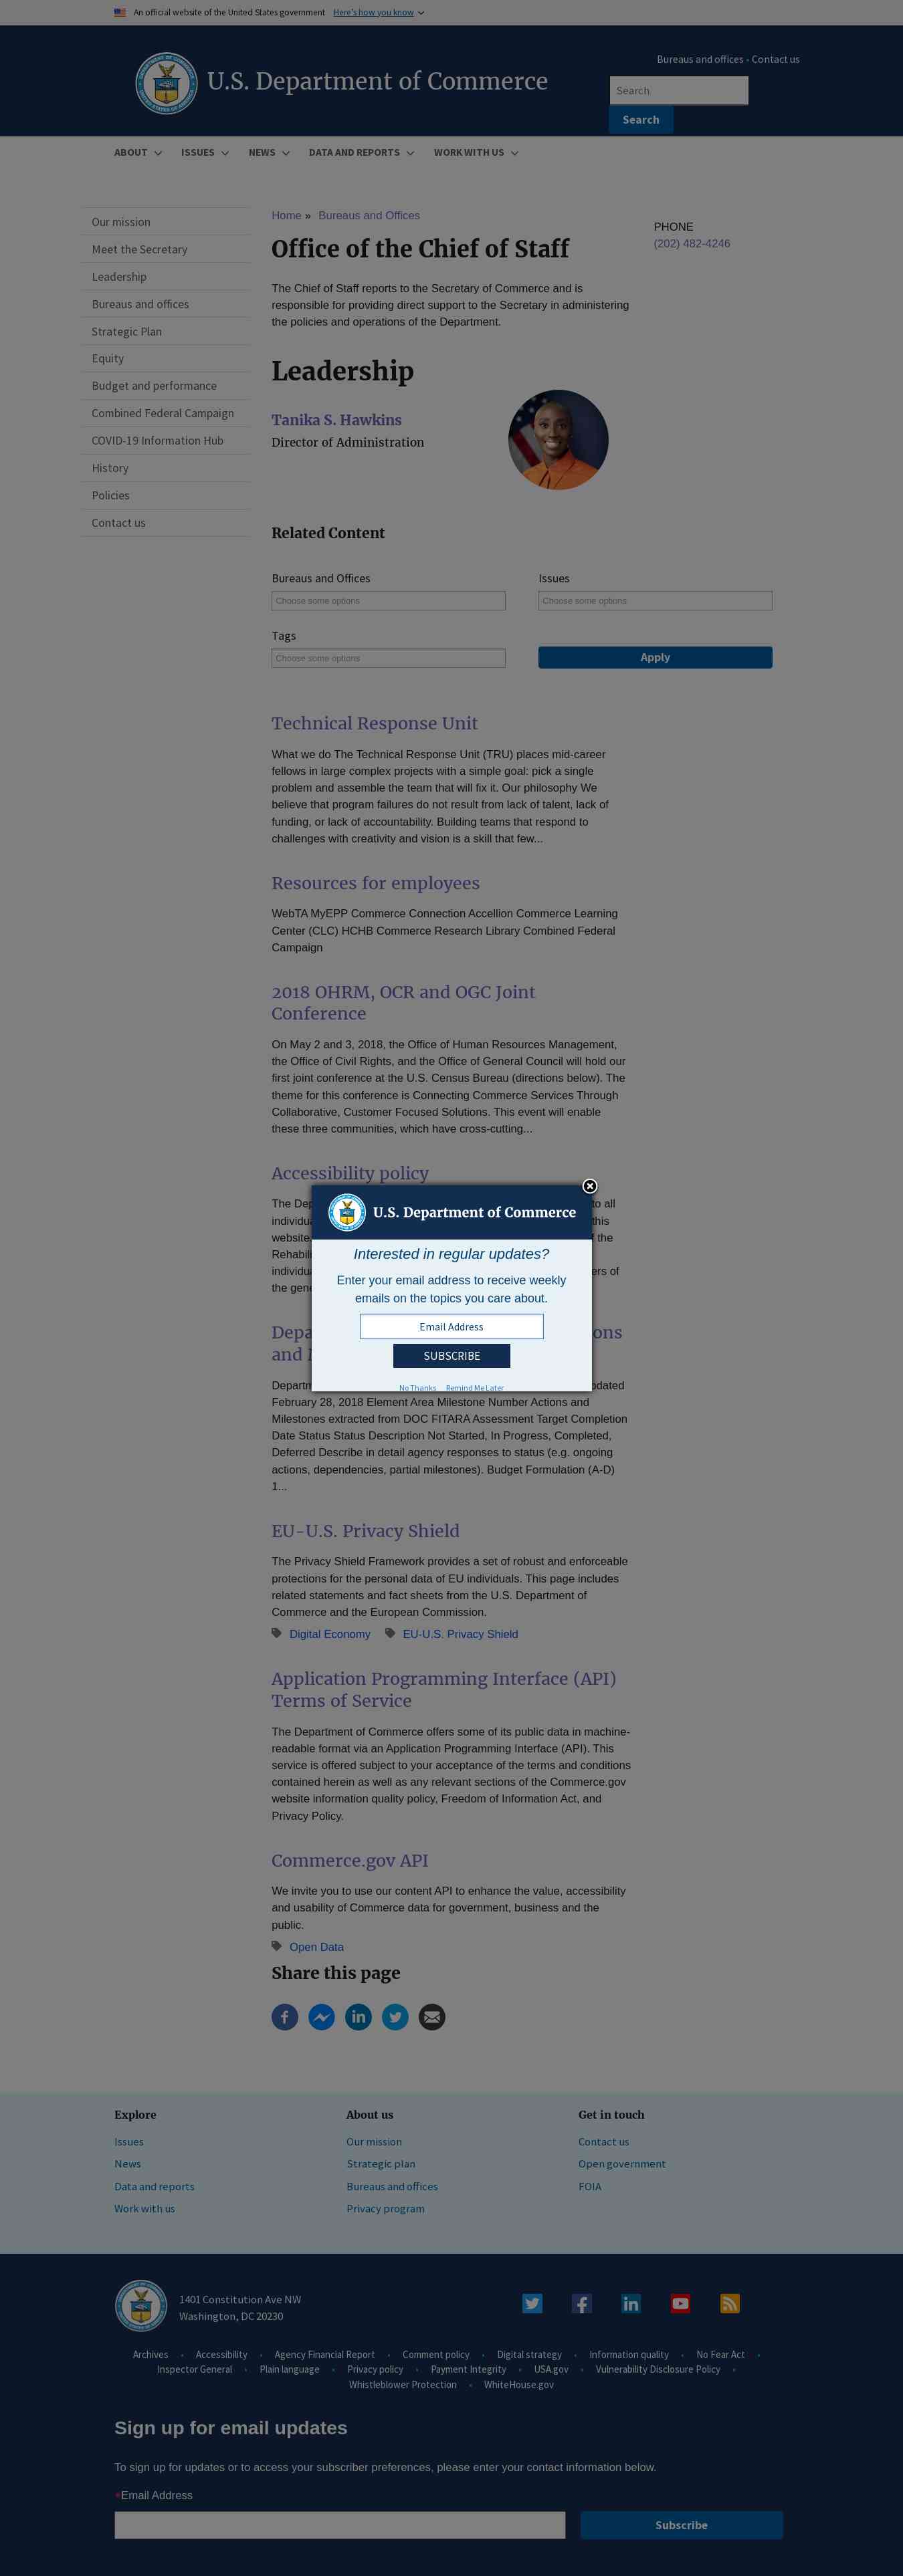 An official website of the United States government Here's how you know
U.S. Department of Commerce
Bureaus and offices • Contact us
Search
Search
ABOUT ISSUES NEWS DATA AND REPORTS WORK WITH US
Our mission
Meet the Secretary
Leadership
Bureaus and offices
Strategic Plan
Equity
Budget and performance
Combined Federal Campaign
COVID-19 Information Hub
History
Policies
Contact us
Home » Bureaus and Offices
Office of the Chief of Staff
PHONE
(202) 482-4246
The Chief of Staff reports to the Secretary of Commerce and is
responsible for providing direct support to the Secretary in administering
the policies and operations of the Department.
Leadership
Tanika S. Hawkins
Director of Administration
Related Content
Bureaus and Offices
Choose some options
Issues
Choose some options
Tags
Choose some options
Apply
Technical Response Unit
What we do The Technical Response Unit (TRU) places mid-career
fellows in large complex projects with a simple goal: pick a single
problem and assemble the team that will fix it. Our philosophy We
believe that program failures do not result from lack of talent, lack of
funding, or lack of accountability. Building teams that respond to
challenges with creativity and vision is a skill that few...
Resources for employees
WebTA MyEPP Commerce Connection Accellion Commerce Learning
Center (CLC) HCHB Commerce Research Library Combined Federal
Campaign
2018 OHRM, OCR and OGC Joint
Conference
On May 2 and 3, 2018, the Office of Human Resources Management,
the Office of Civil Rights, and the Office of General Council will hold our
first joint conference at the U.S. Census Bureau (directions below). The
theme for this conference is Connecting Commerce Services Through
Collaborative, Customer Focused Solutions. This event will enable
these three communities, which have cross-cutting...
Accessibility policy
The to all
individua this
website. the
Rehabili
individua of
the gene
U.S. Department of Commerce
Interested in regular updates?
Enter your email address to receive weekly
emails on the topics you care about.
Email Address
SUBSCRIBE
No Thanks Remind Me Later
and
February 28, 2018 Element Area Milestone Number Actions and
Milestones extracted from DOC FITARA Assessment Target Completion
Date Status Status Description Not Started, In Progress, Completed,
Deferred Describe in detail agency responses to status (e.g. ongoing
actions, dependencies, partial milestones). Budget Formulation (A-D)
1...
EU-U.S. Privacy Shield
The Privacy Shield Framework provides a set of robust and enforceable
protections for the personal data of EU individuals. This page includes
related statements and fact sheets from the U.S. Department of
Commerce and the European Commission.
Digital Economy EU-U.S. Privacy Shield
Application Programming Interface (API)
Terms of Service
The Department of Commerce offers some of its public data in machine-
readable format via an Application Programming Interface (API). This
service is offered subject to your acceptance of the terms and conditions
contained herein as well as any relevant sections of the Commerce.gov
website information quality policy, Freedom of Information Act, and
Privacy Policy.
Commerce.gov API
We invite you to use our content API to enhance the value, accessibility
and usability of Commerce data for government, business and the
public.
Open Data
Share this page
Explore
Issues
News
Data and reports
Work with us
About us
Our mission
Strategic plan
Bureaus and offices
Privacy program
Get in touch
Contact us
Open government
FOIA
1401 Constitution Ave NW
Washington, DC 20230
Archives • Accessibility • Agency Financial Report • Comment policy • Digital strategy • Information quality • No Fear Act •
Inspector General • Plain language • Privacy policy • Payment Integrity • USA.gov • Vulnerability Disclosure Policy •
Whistleblower Protection • WhiteHouse.gov
Sign up for email updates
To sign up for updates or to access your subscriber preferences, please enter your contact information below.
*Email Address
Subscribe